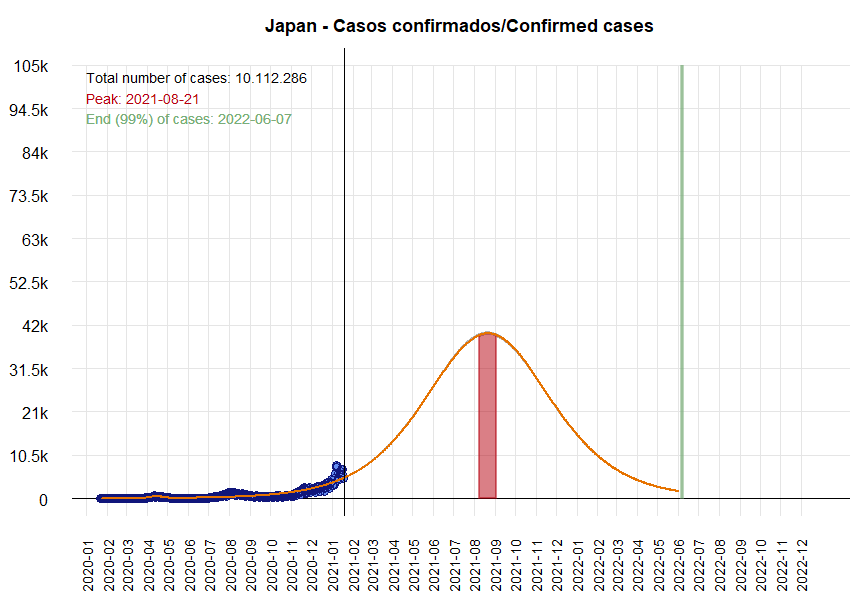 Japan - Casos confirmados/Confirmed cases
105k
94.5k
84k
73.5k
63k
52.5k
42k
31.5k
21k
10.5k
0
Total number of cases: 10.112.286
Peak: 2021-08-21
End (99%) of cases: 2022-06-07
2020-01
2020-02
2020-03
2020-04
2020-05
2020-06
2020-07
2020-08
2020-09
2020-10
2020-11
2020-12
2021-01
2021-02
2021-03
2021-04
2021-05
2021-06
2021-07
2021-08
2021-09
2021-10
2021-11
2021-12
2022-01
2022-02
2022-03
2022-04
2022-05
2022-06
2022-07
2022-08
2022-09
2022-10
2022-11
2022-12